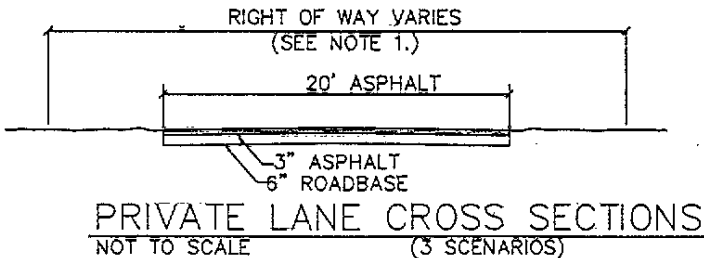 RIGHT OF WAY VARIES
(SEE NOTE 1.)
20' ASPHALT
3" ASPHALT
6" ROADBASE
PRIVATE LANE CROSS SECTIONS
NOT TO SCALE (3 SCENARIOS)